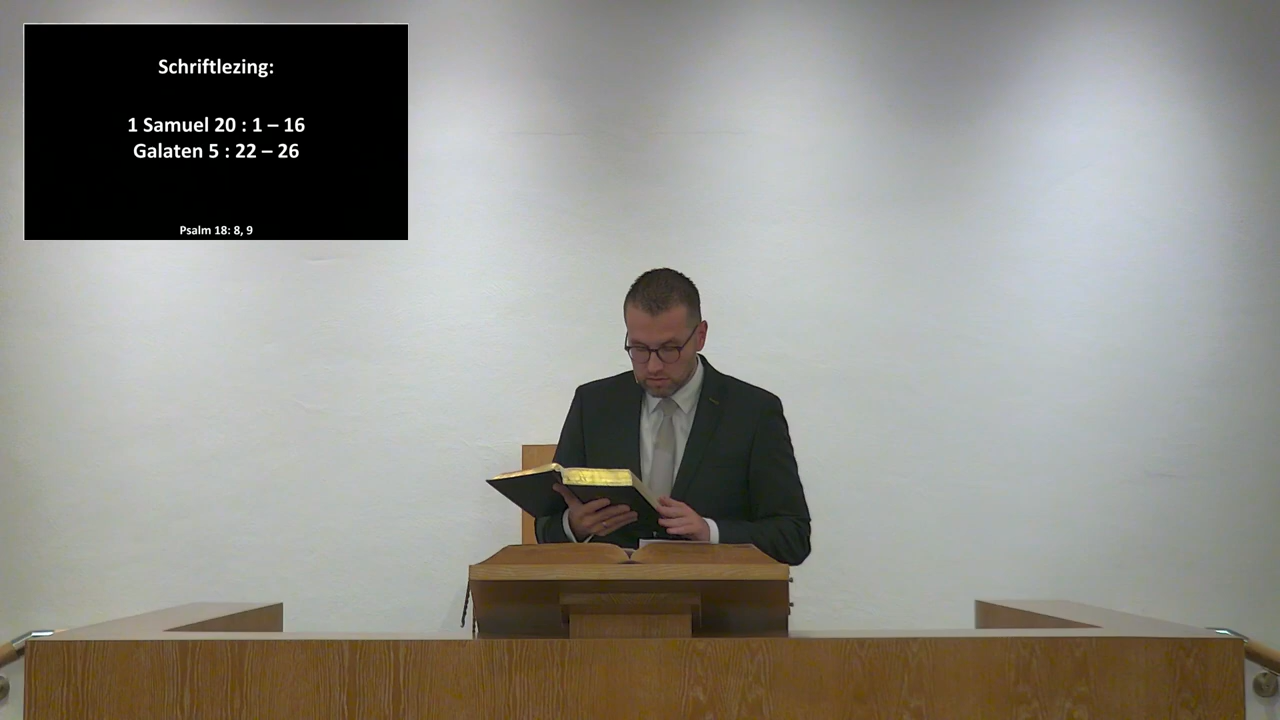 Schriftlezing:
1 Samuel 20 : 1 – 16
Galaten 5 : 22 – 26
Psalm 18: 8, 9